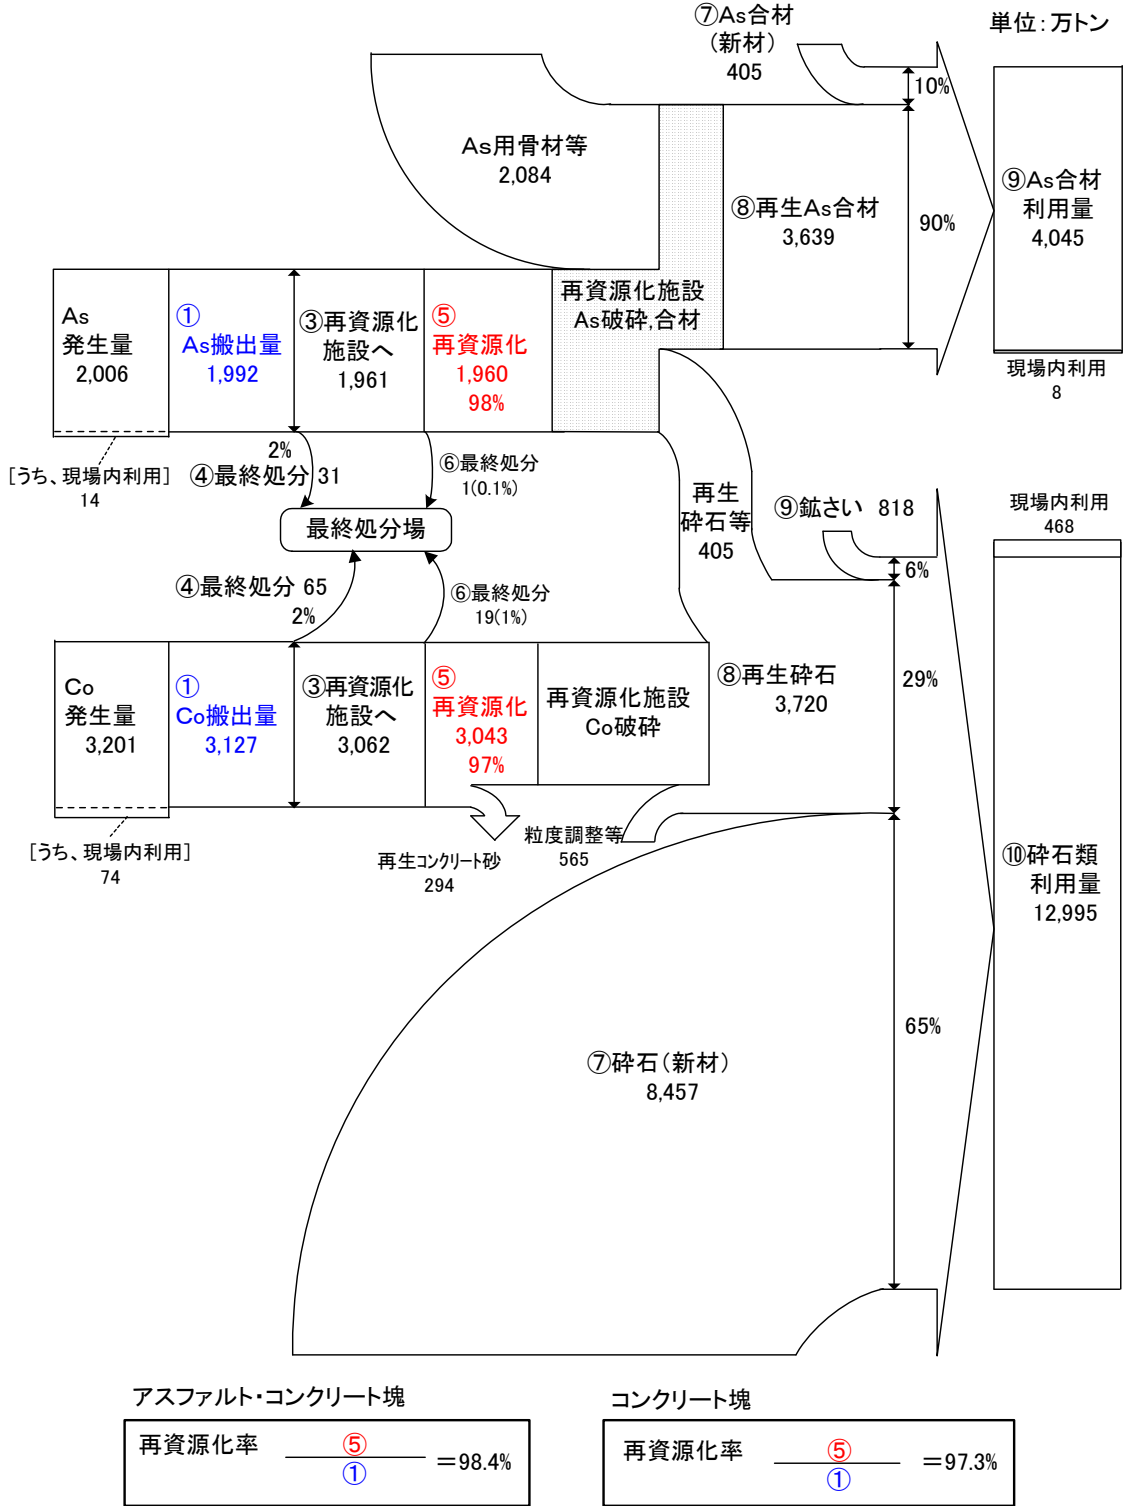 単位：万トン
⑦As合材
（新材）
405
10%
As用骨材等
2,084
⑧再生As合材
3,639
90%
⑨As合材
利用量
4,045
現場内利用
8
As
発生量
2,006
①
As搬出量
1,992
③再資源化
施設へ
1,961
⑤
再資源化
1,960
98%
再資源化施設
As破砕,合材
[うち、現場内利用]
14
2%
④最終処分 31
⑥最終処分
1(0.1%)
最終処分場
再生
砕石等
405
⑨鉱さい 818
6%
現場内利用
468
④最終処分 65
2%
⑥最終処分
19(1%)
Co
発生量
3,201
①
Co搬出量
3,127
③再資源化
施設へ
3,062
⑤
再資源化
3,043
97%
再資源化施設
Co破砕
⑧再生砕石
3,720
29%
[うち、現場内利用]
74
再生コンクリート砂
294
粒度調整等
565
⑩砕石類
利用量
12,995
65%
⑦砕石（新材）
8,457
アスファルト・コンクリート塊
再資源化率 ⑤
① ＝98.4%
コンクリート塊
再資源化率 ⑤
① ＝97.3%